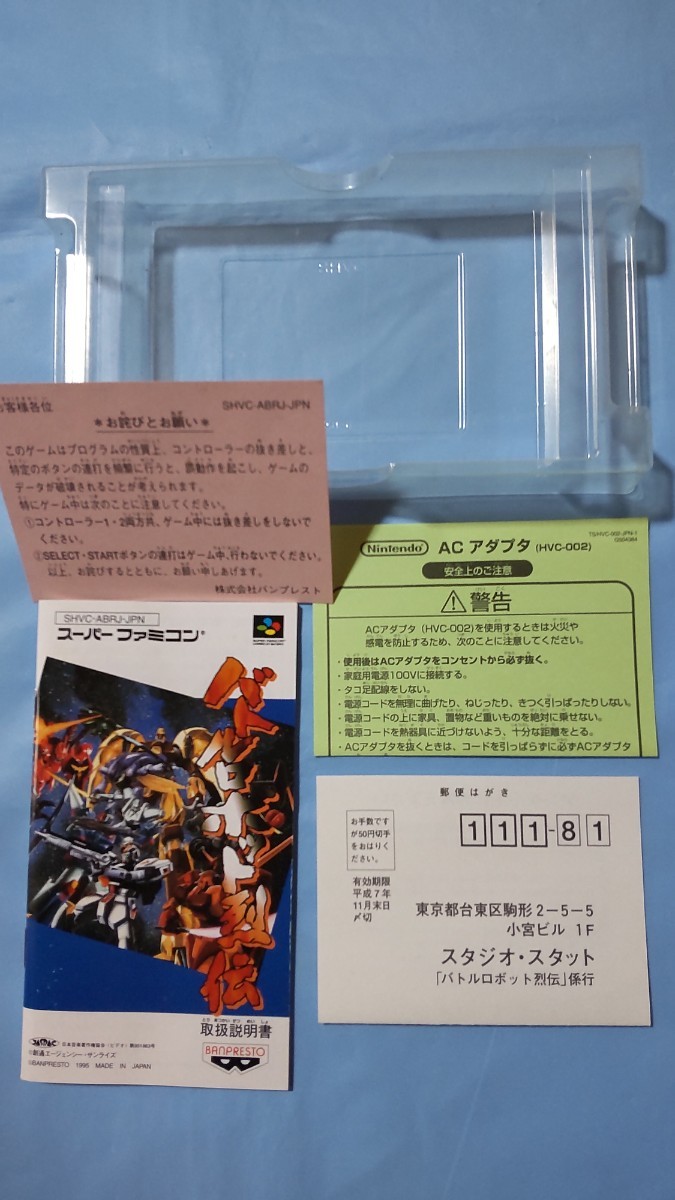 SHVC
お客様各位 SHVC-ABRJ-JPN
＊お詫びとお願い＊
このゲームはプログラムの性質上、コントローラーの抜き差しと、
特定のボタンの連打を頻繁に行うと、誤動作を起こし、ゲームの
データが破壊されることが考えられます。
特にゲーム中は次のことに注意してください。
①コントローラー1・2両方共、ゲーム中には抜き差しをしないで
ください。
②SELECT・STARTボタンの連打はゲーム中、行わないでください。
以上、お詫びするとともに、お願い申しあげます。
株式会社バンプレスト
SHVC-ABRJ-JPN
スーパーファミコン
バトルロボット烈伝
取扱説明書
BANPRESTO
©創通エージェンシー・サンライズ
©BANPRESTO 1995 MADE IN JAPAN
Nintendo ACアダプタ (HVC-002)
安全上のご注意
警告
ACアダプタ（HVC-002)を使用するときは火災や
感電を防止するため、次のことに注意してください。
・使用後はACアダプタをコンセントから必ず抜く。
・家庭用電源100Vに接続する。
・タコ足配線をしない。
・電源コードを無理に曲げたり、ねじったり、きつく引っぱったりしない。
・電源コードの上に家具、置物など重いものを絶対に乗せない。
・電源コードを熱器具に近づけないよう、十分な距離をとる。
・ACアダプタを抜くときは、コードを引っぱらずに必ずACアダプタ
郵便はがき
お手数です
が50円切手
をおはりく
ださい。
111-81
有効期限
平成7年
11月末日
〆切
東京都台東区駒形2-5-5
小宮ビル 1F
スタジオ・スタット
「バトルロボット烈伝」係行